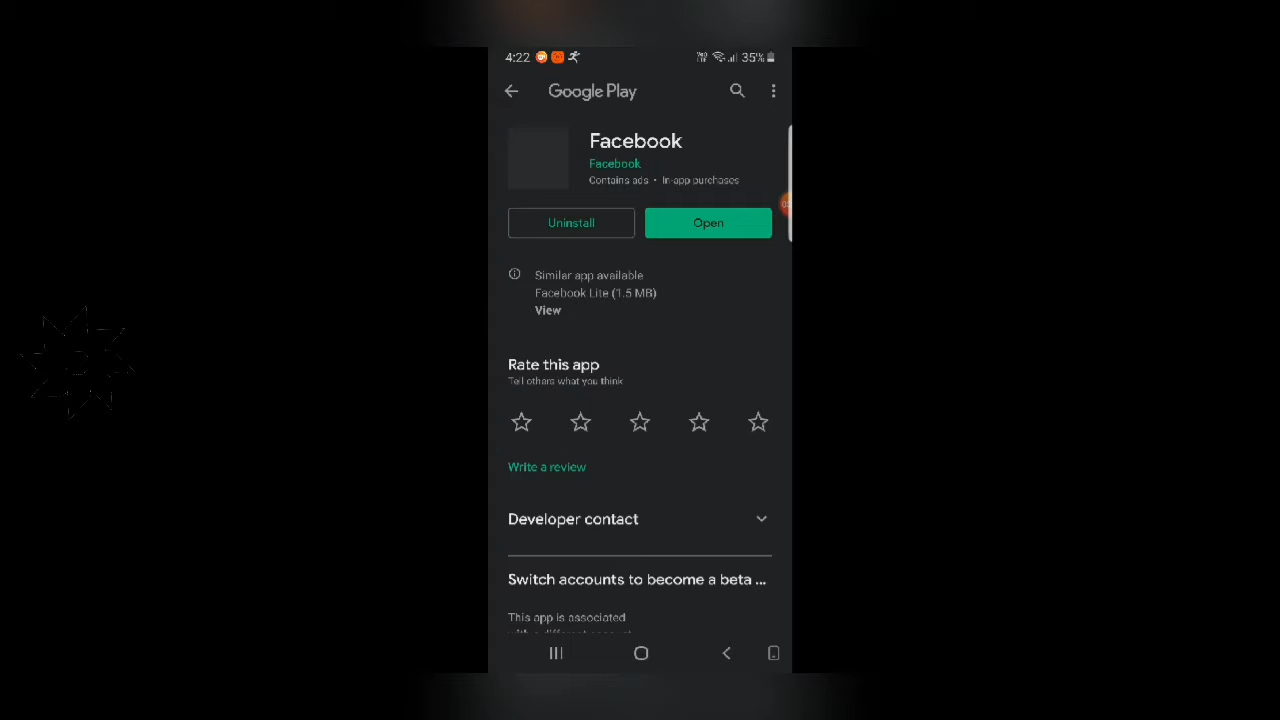 4:22
35%
Google Play
Facebook
Facebook
Contains ads • In-app purchases
Uninstall
Open
Similar app available
Facebook Lite (1.5 MB)
View
Rate this app
Tell others what you think
Write a review
Developer contact
Switch accounts to become a beta ...
This app is associated